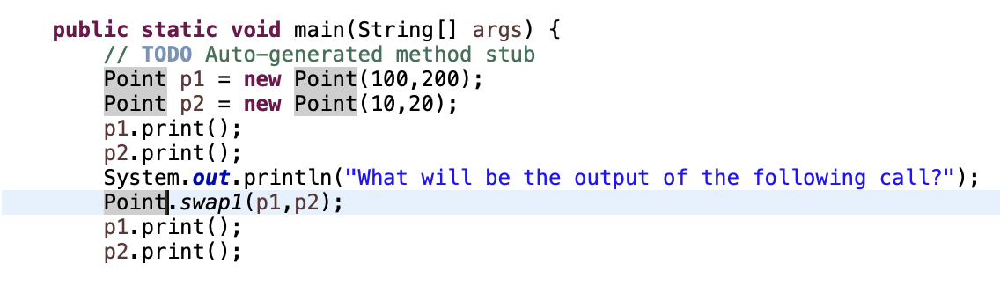 public static void main(String[] args) {
// TODO Auto-generated method stub
Point p1 = new Point(100,200);
Point p2 = new Point(10,20);
p1.print();
p2.print();
System.out.println("What will be the output of the following call?");
Point.swap1(p1,p2);
p1.print();
p2.print();